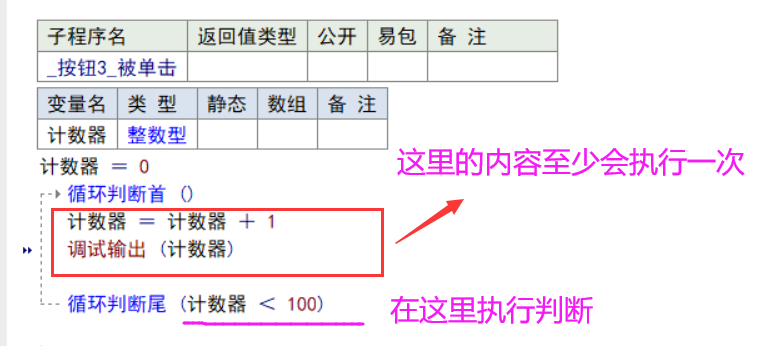 子程序名 返回值类型 公开 易包 备 注
_按钮3_被单击
变量名 类 型 静态 数组 备 注
计数器 整数型
计数器 = 0
这里的内容至少会执行一次
循环判断首 ()
计数器 = 计数器 + 1
调试输出 (计数器)
循环判断尾 (计数器 < 100)
在这里执行判断